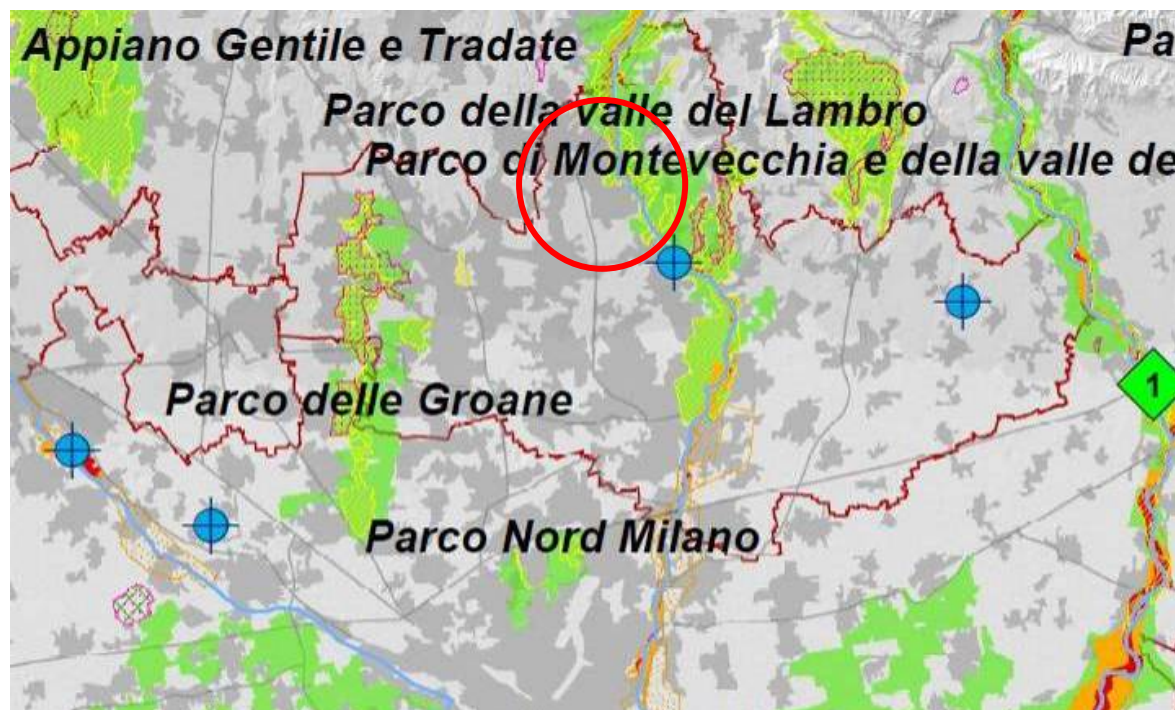 Appiano Gentile e Tradate
Pa
Parco della valle del Lambro
Parco di Montevecchia e della valle de
1
Parco delle Groane
Parco Nord Milano